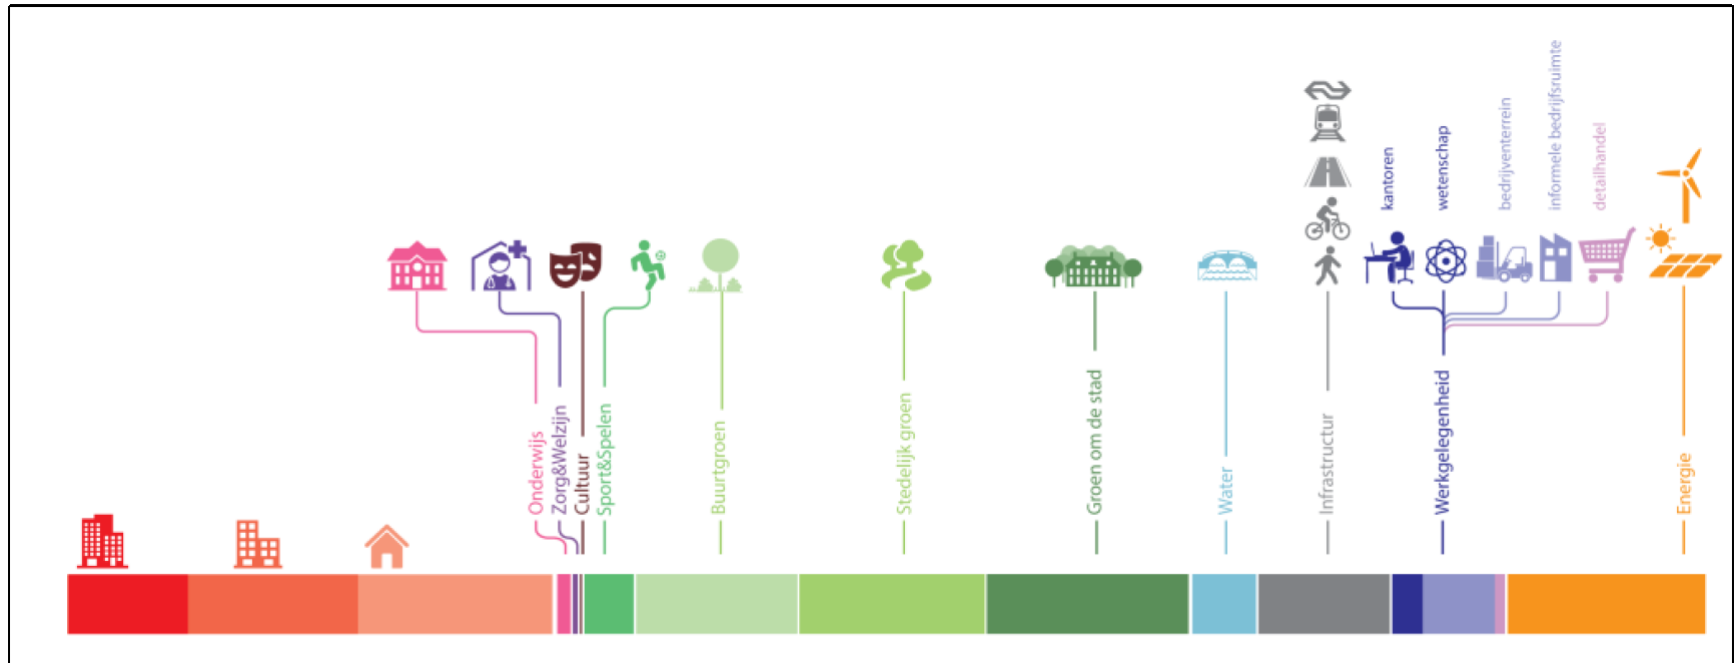 Onderwijs
Zorg&Welzijn
Cultuur
Sport&Spelen
Buurtgroen
Stedelijk groen
Groen om de stad
Water
Infrastructur
kantoren
wetenschap
bedrijventerrein
informele bedrijfsruimte
detailhandel
Werkgelegenheid
Energie